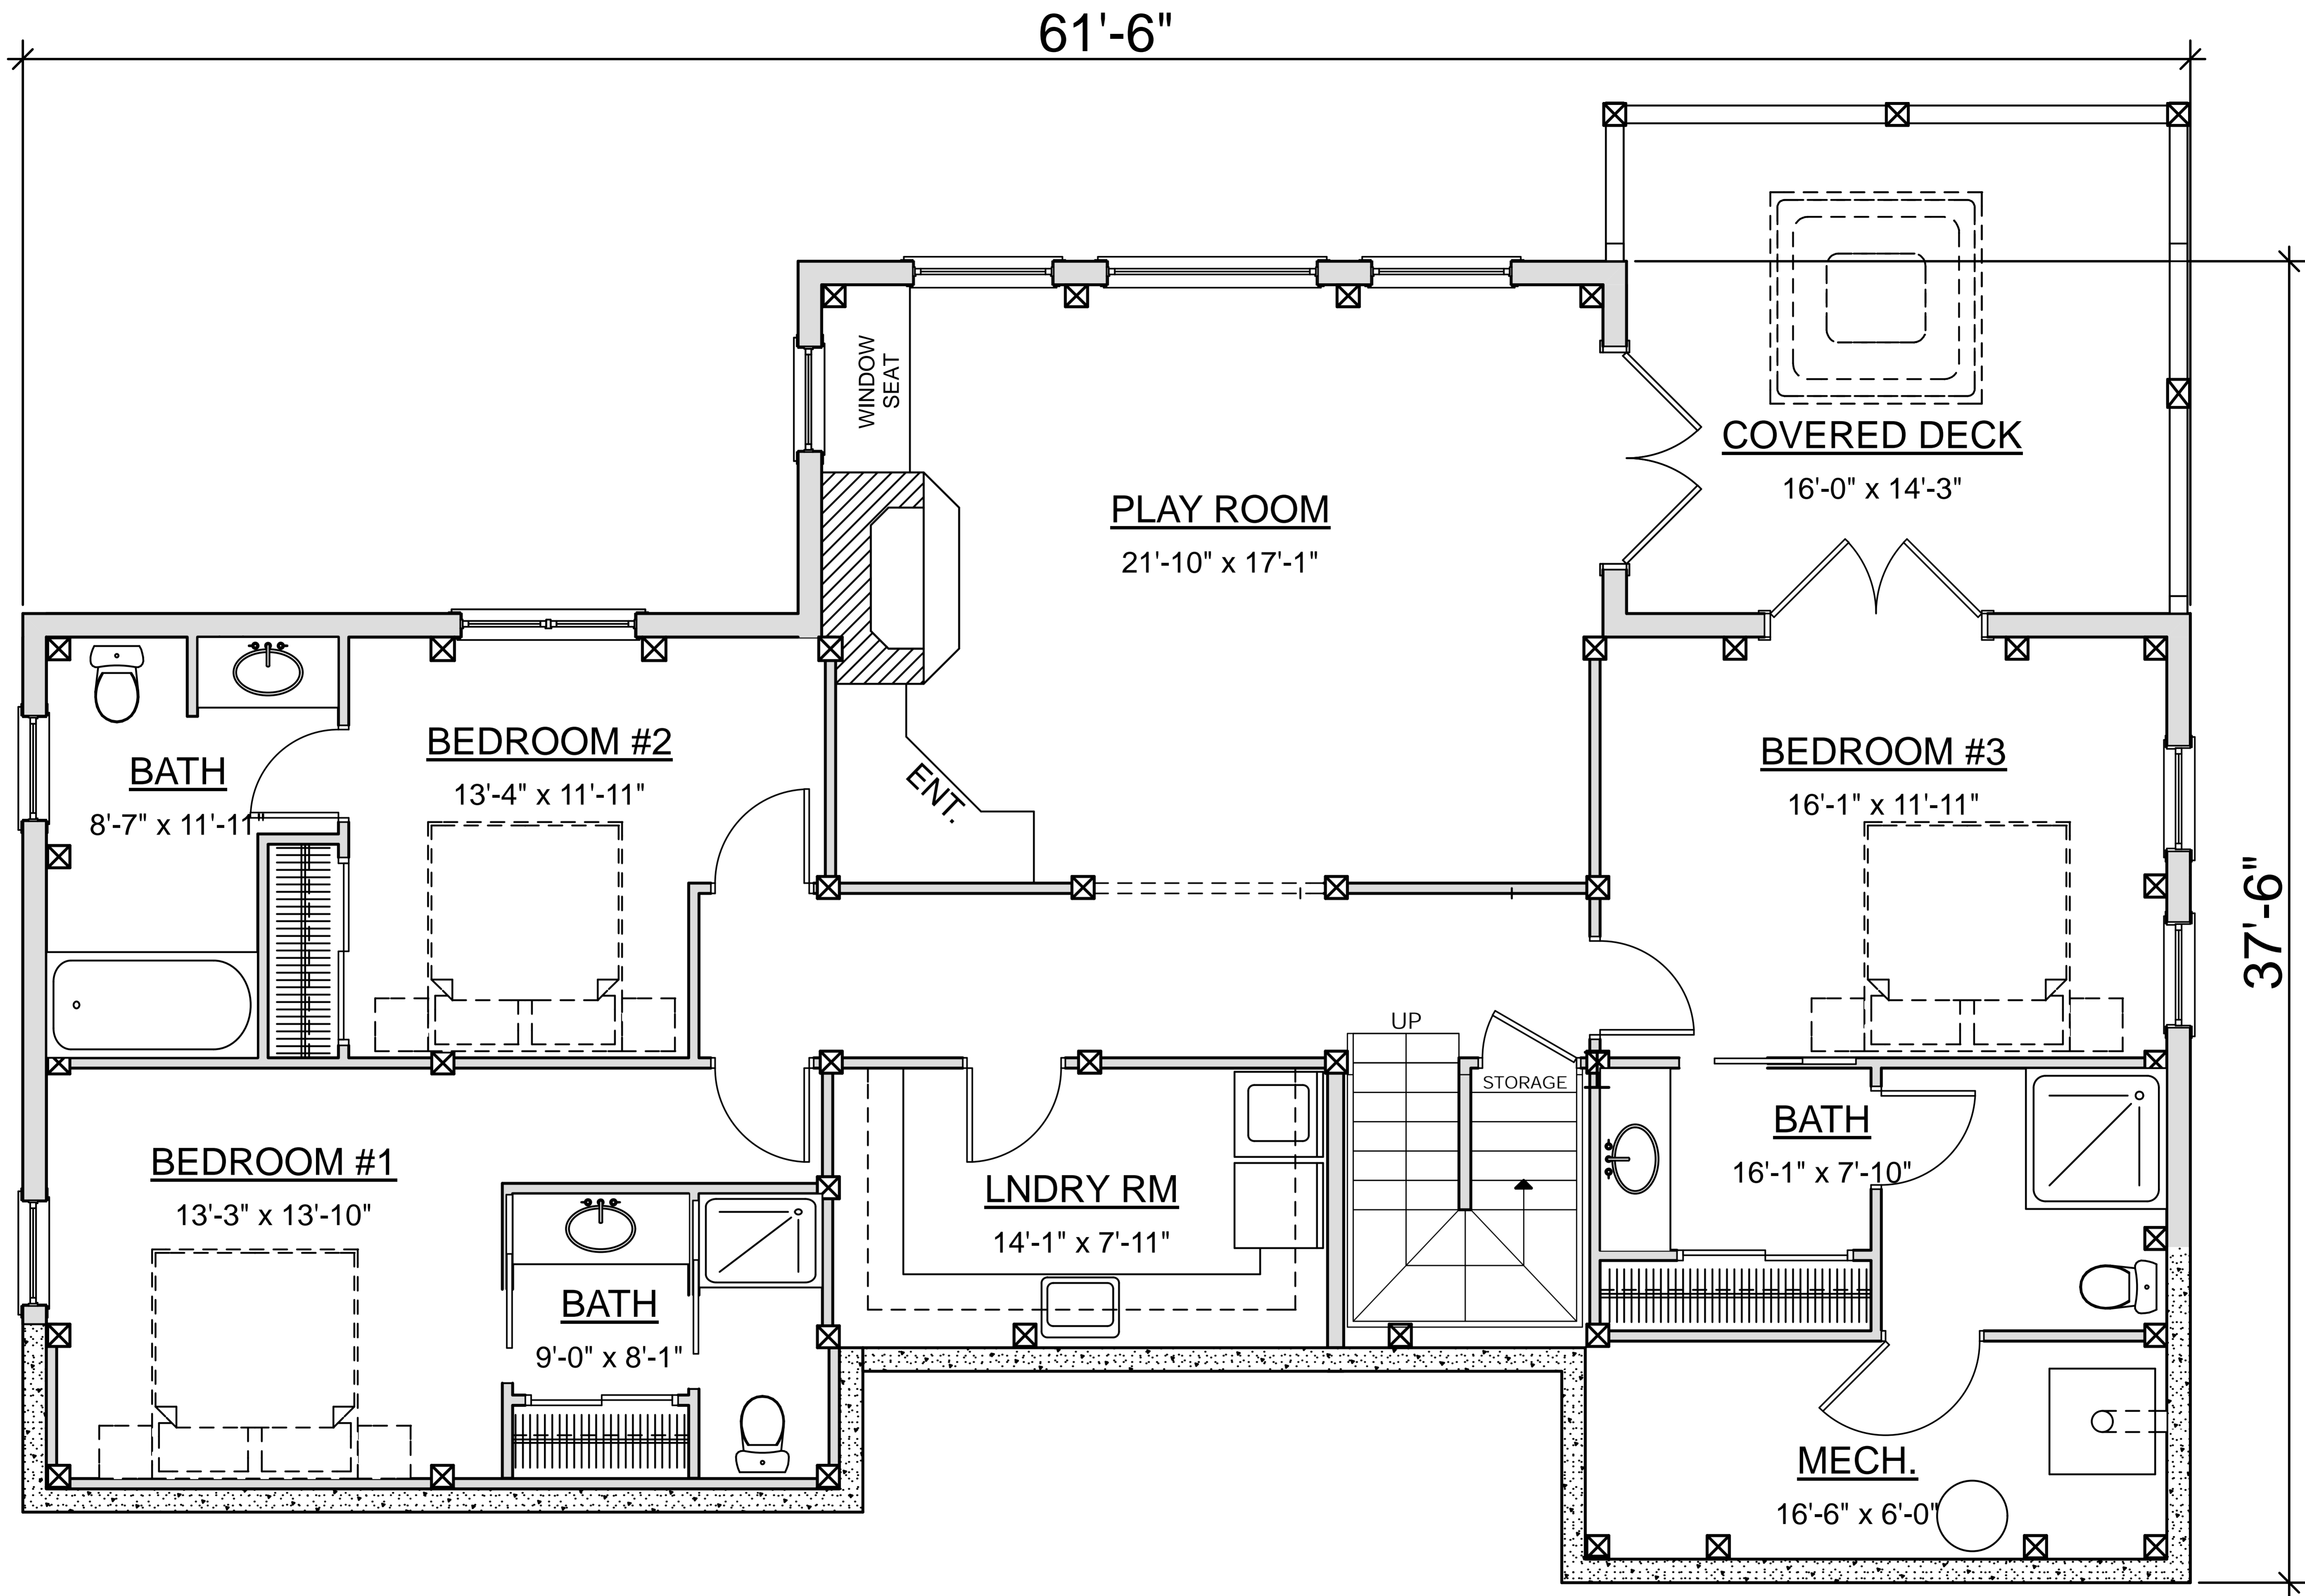 61'-6"
WINDOW
SEAT
COVERED DECK
16'-0" x 14'-3"
PLAY ROOM
21'-10" x 17'-1"
BEDROOM #2
13'-4" x 11'-11"
BATH
8'-7" x 11'-11"
ENT.
BEDROOM #3
16'-1" x 11'-11"
37'-6"
UP
STORAGE
BEDROOM #1
13'-3" x 13'-10"
LNDRY RM
14'-1" x 7'-11"
BATH
16'-1" x 7'-10"
BATH
9'-0" x 8'-1"
MECH.
16'-6" x 6'-0"